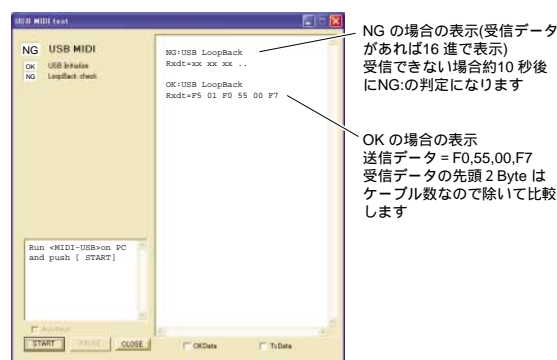 USB MIDI test
NG USB MIDI
OK USB Initialize
NG LoopBack check
NG:USB LoopBack
Rxdt=xx xx xx ..
OK:USB LoopBack
Rxdt=F5 01 F0 55 00 F7
Run <MIDI-USB>on PC
and push [ START]
START
PAUSE
CLOSE
OKData
TxData
NG の場合の表示(受信データ
があれば16 進で表示)
受信できない場合約10 秒後
にNG:の判定になります
OK の場合の表示
送信データ = F0,55,00,F7
受信データの先頭 2 Byte は
ケーブル数なので除いて比較
します